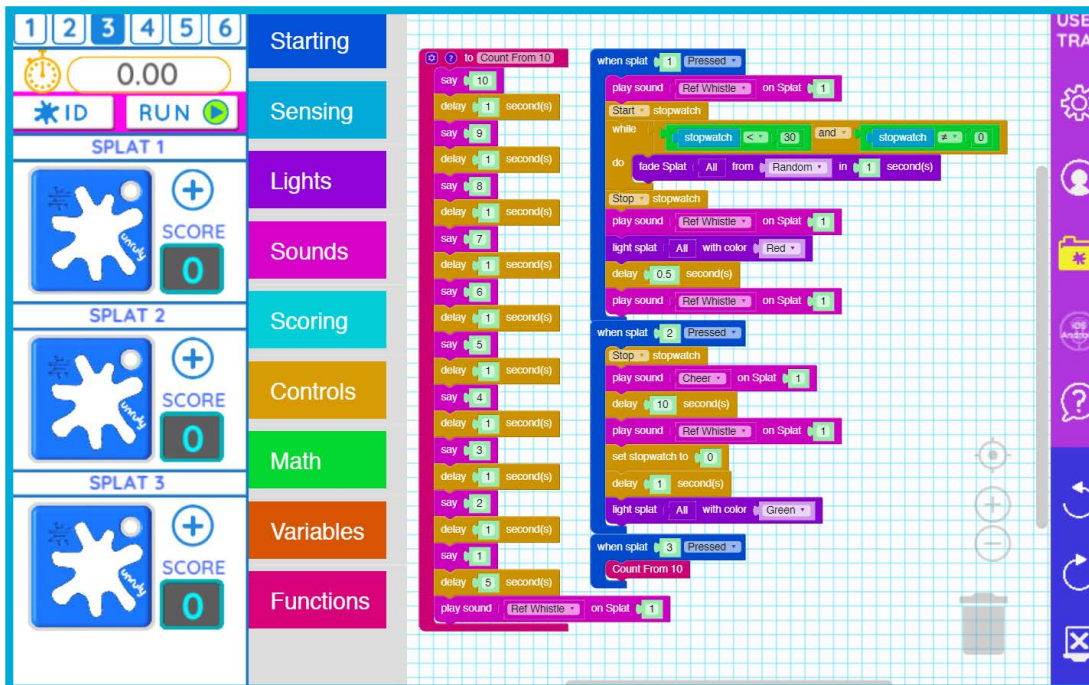 1 2 3 4 5 6
0.00
ID RUN
SPLAT 1
unruly
SCORE
0
SPLAT 2
unruly
SCORE
0
SPLAT 3
unruly
SCORE
0
Starting
Sensing
Lights
Sounds
Scoring
Controls
Math
Variables
Functions
? to Count From 10
say 10
delay 1 second(s)
say 9
delay 1 second(s)
say 8
delay 1 second(s)
say 7
delay 1 second(s)
say 6
delay 1 second(s)
say 5
delay 1 second(s)
say 4
delay 1 second(s)
say 3
delay 1 second(s)
say 2
delay 1 second(s)
say 1
delay 5 second(s)
play sound Ref Whistle on Splat 1
when splat 1 Pressed
play sound Ref Whistle on Splat 1
Start stopwatch
while stopwatch < 30 and stopwatch ≠ 0
do fade Splat All from Random in 1 second(s)
Stop stopwatch
play sound Ref Whistle on Splat 1
light splat All with color Red
delay 0.5 second(s)
play sound Ref Whistle on Splat 1
when splat 2 Pressed
Stop stopwatch
play sound Cheer on Splat 1
delay 10 second(s)
play sound Ref Whistle on Splat 1
set stopwatch to 0
delay 1 second(s)
light splat All with color Green
when splat 3 Pressed
Count From 10
USE
TRA
?